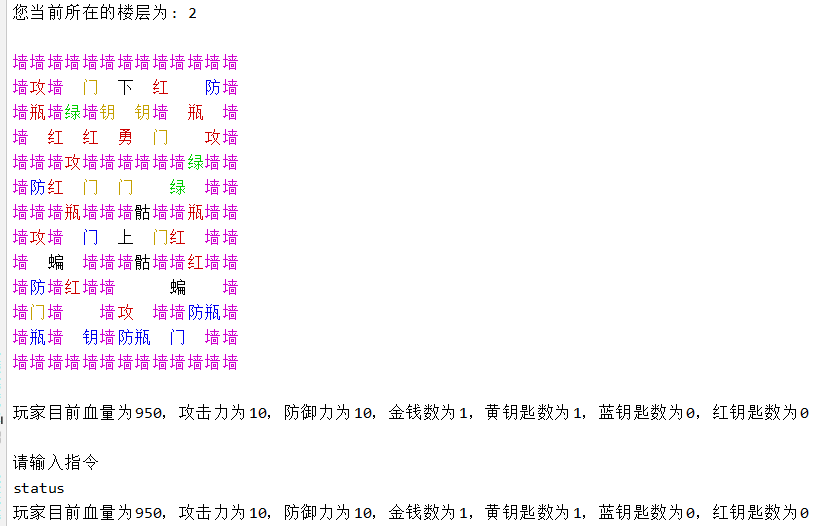 您当前所在的楼层为: 2
墙墙墙墙墙墙墙墙墙墙墙墙墙
墙攻墙　门　下　红　　防墙
墙瓶墙绿墙钥　钥墙　瓶　墙
墙　红　红　勇　门　　攻墙
墙墙墙攻墙墙墙墙墙墙绿墙墙
墙防红　门　门　　绿　墙墙
墙墙墙瓶墙墙墙骷墙墙瓶墙墙
墙攻墙　门　上　门红　墙墙
墙　蝙　墙墙墙骷墙墙红墙墙
墙防墙红墙墙　　　蝙　　墙
墙门墙　　墙攻　墙墙防瓶墙
墙瓶墙　钥墙防瓶　门　墙墙
墙墙墙墙墙墙墙墙墙墙墙墙墙
玩家目前血量为950, 攻击力为10, 防御力为10, 金钱数为1, 黄钥匙数为1, 蓝钥匙数为0, 红钥匙数为0
请输入指令
status
玩家目前血量为950, 攻击力为10, 防御力为10, 金钱数为1, 黄钥匙数为1, 蓝钥匙数为0, 红钥匙数为0